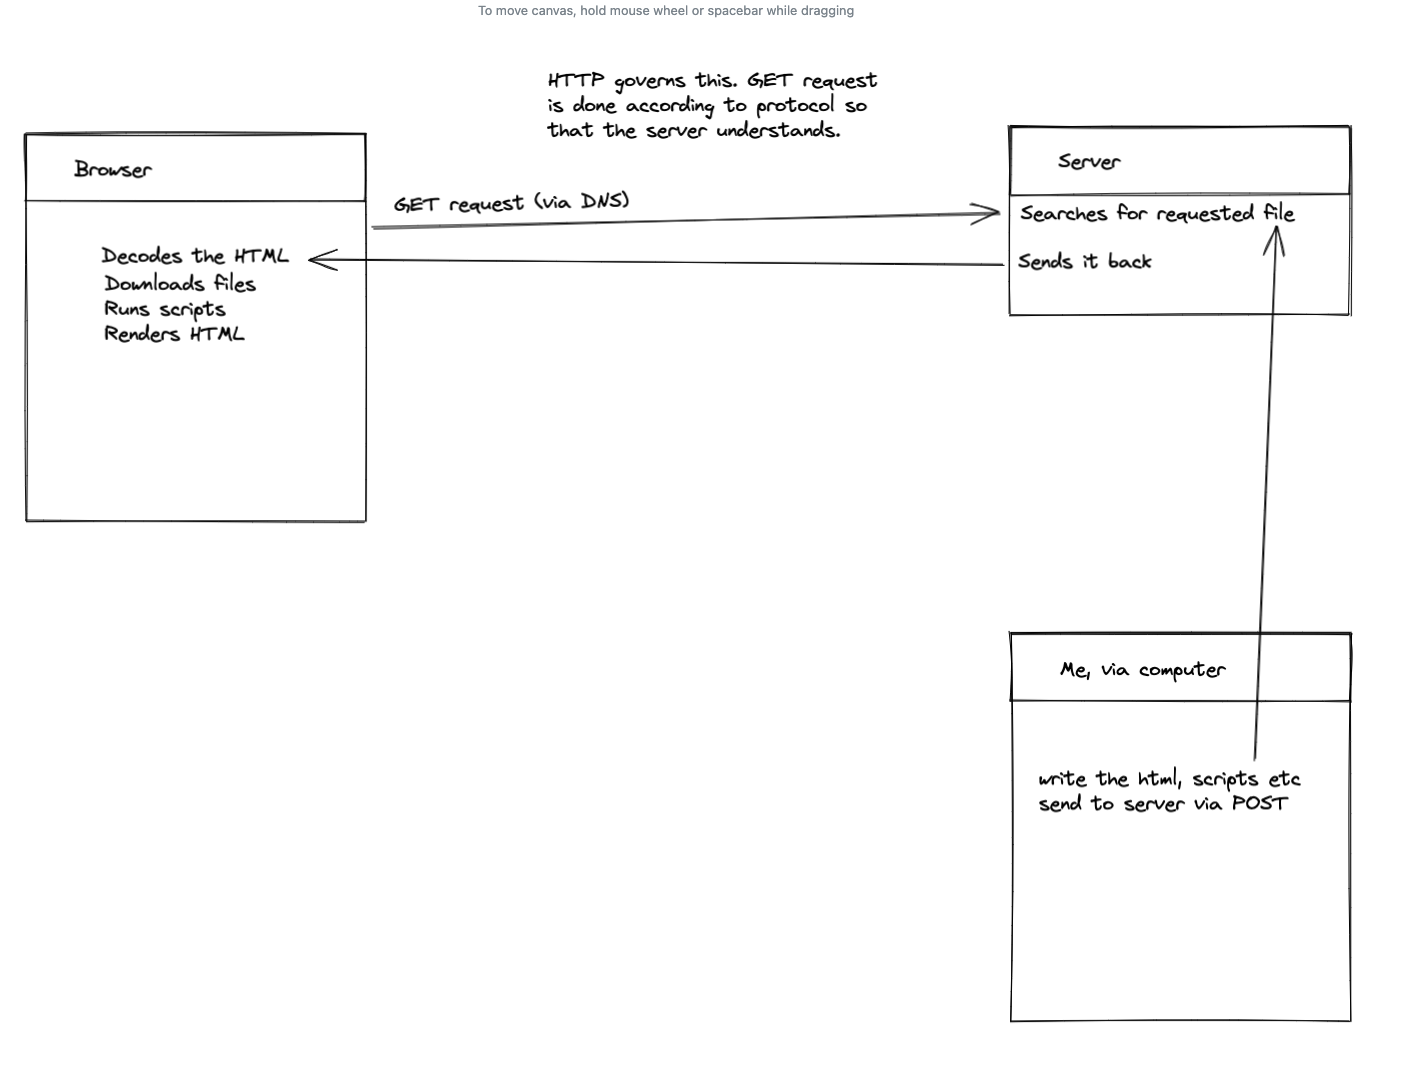 To move canvas, hold mouse wheel or spacebar while dragging
HTTP governs this. GET request
is done according to protocol so
that the server understands.
Browser
Server
GET request (via DNS)
Searches for requested file
Decodes the HTML
Downloads files
Runs scripts
Renders HTML
Sends it back
Me, via computer
write the html, scripts etc
send to server via POST